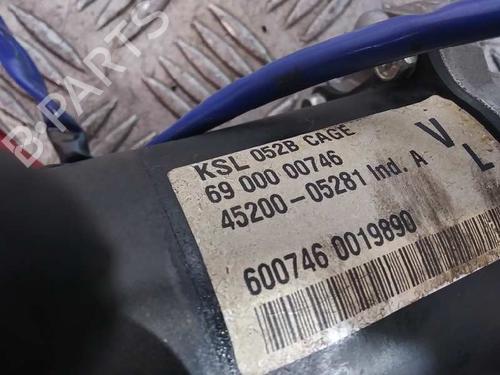 KSL 052B CAGE
69 000 00746
45200-05281 Ind. A
V
L
600746 0019890
B-PARTS